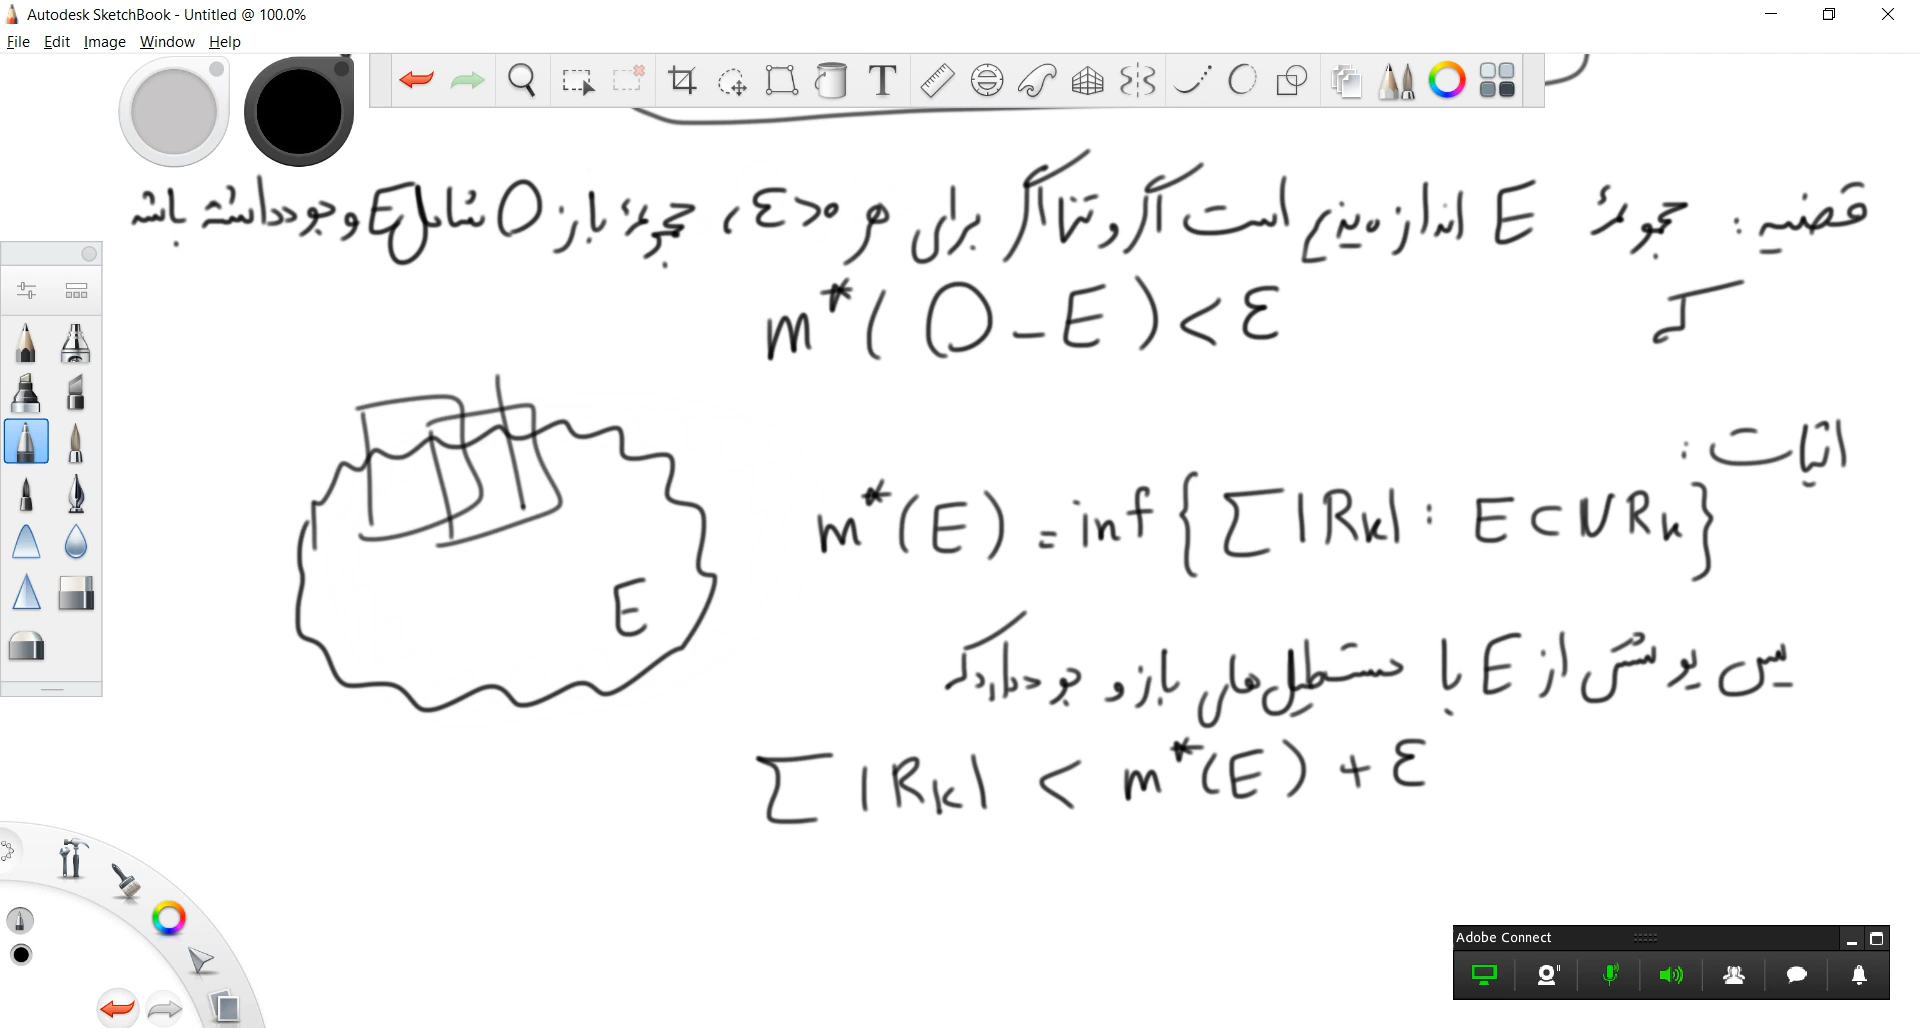 Autodesk SketchBook - Untitled @ 100.0%
File Edit Image Window Help
قضیه: مجموعهٔ E اندازه‌پذیر است اگر و تنها اگر برای هر ε>0، مجموعهٔ باز O شامل E وجود داشته باشد
که
m*(O-E)<ε
اثبات:
m*(E) = inf{∑|Rk| : E⊂∪Rk}
E
پس پوششی از E با مستطیل‌های باز وجود دارد که
∑|Rk| < m*(E) + ε
Adobe Connect